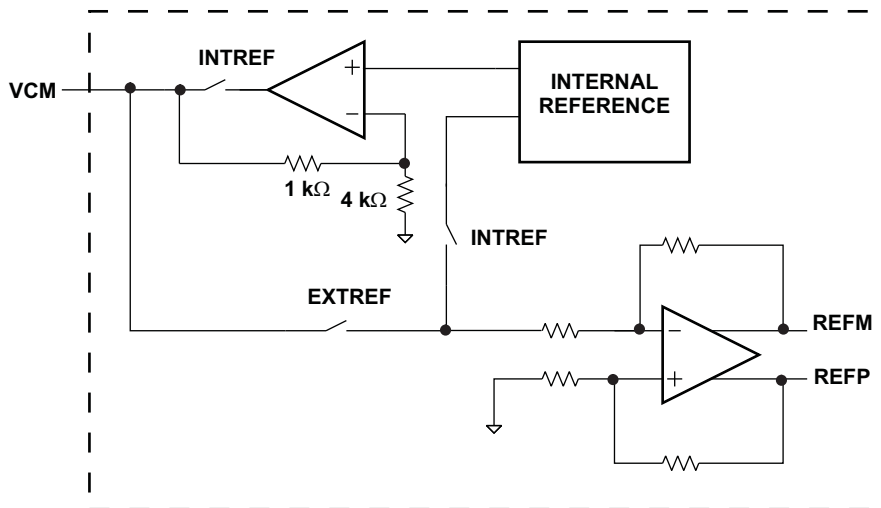 INTREF
VCM
INTERNAL
REFERENCE
+
−
1 kΩ
4 kΩ
INTREF
EXTREF
−
REFM
+
REFP